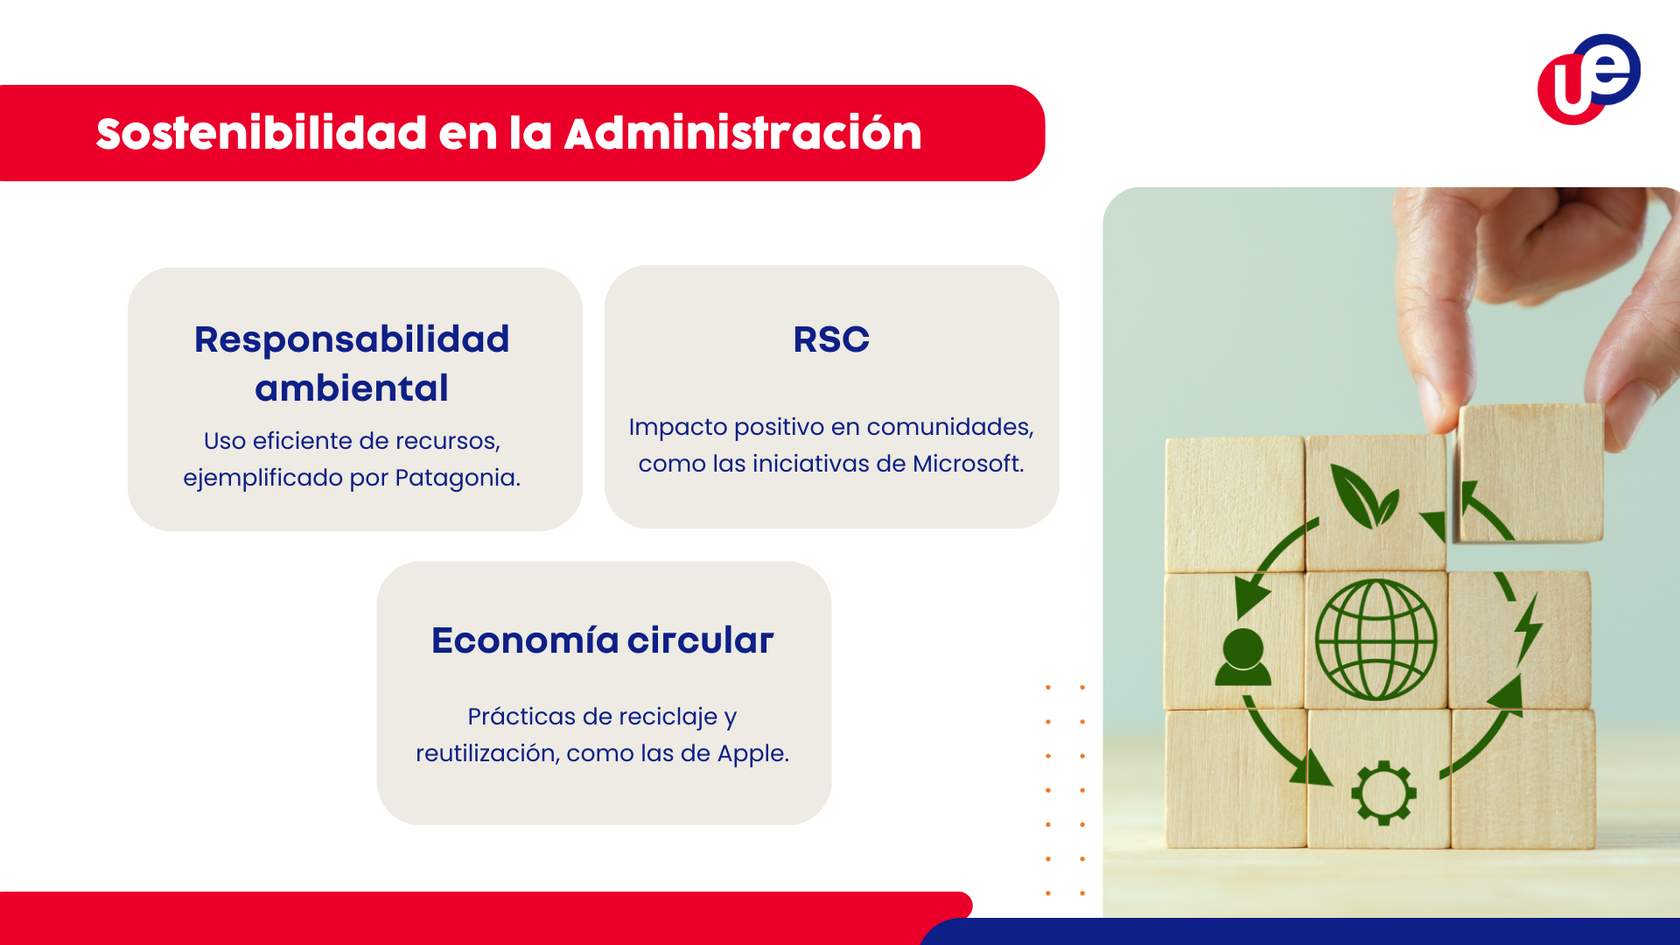 ue
Sostenibilidad en la Administración
Responsabilidad
ambiental
Uso eficiente de recursos,
ejemplificado por Patagonia.
RSC
Impacto positivo en comunidades,
como las iniciativas de Microsoft.
Economía circular
Prácticas de reciclaje y
reutilización, como las de Apple.